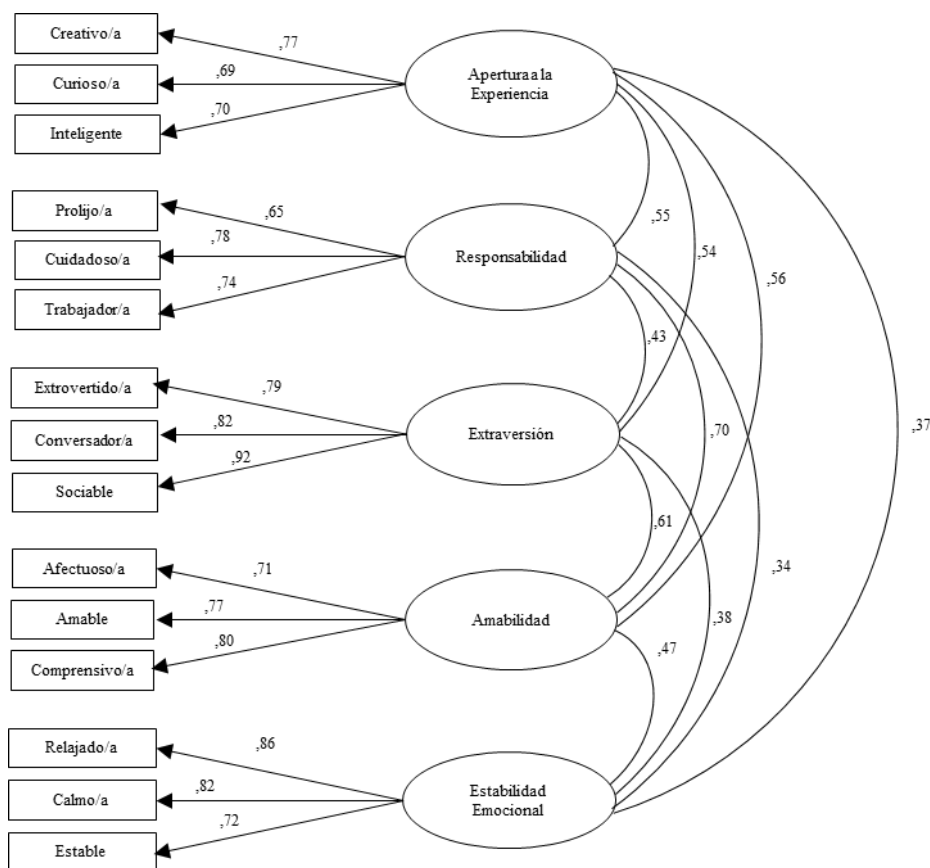 Creativo/a
,77
Curioso/a
,69
Inteligente
,70
Apertura a la
Experiencia
Prolijo/a
,65
Cuidadoso/a
,78
Trabajador/a
,74
Responsabilidad
,55
,54
,56
Extrovertido/a
,79
Conversador/a
,82
Sociable
,92
Extraversión
,43
,70
,37
Afectuoso/a
,71
Amable
,77
Comprensivo/a
,80
Amabilidad
,61
,34
,38
,47
Relajado/a
,86
Calmo/a
,82
Estable
,72
Estabilidad
Emocional